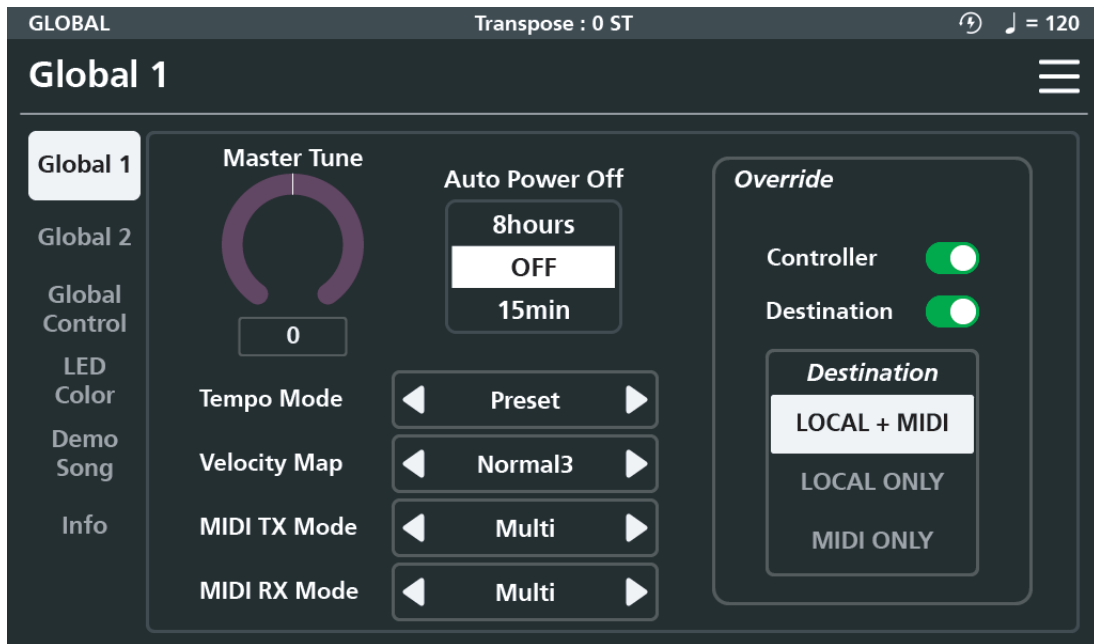 GLOBAL
Transpose : 0 ST
♩ = 120
Global 1
Global 1
Global 2
Global
Control
LED
Color
Demo
Song
Info
Master Tune
0
Auto Power Off
8hours
OFF
15min
Tempo Mode
Preset
Velocity Map
Normal3
MIDI TX Mode
Multi
MIDI RX Mode
Multi
Override
Controller
Destination
Destination
LOCAL + MIDI
LOCAL ONLY
MIDI ONLY